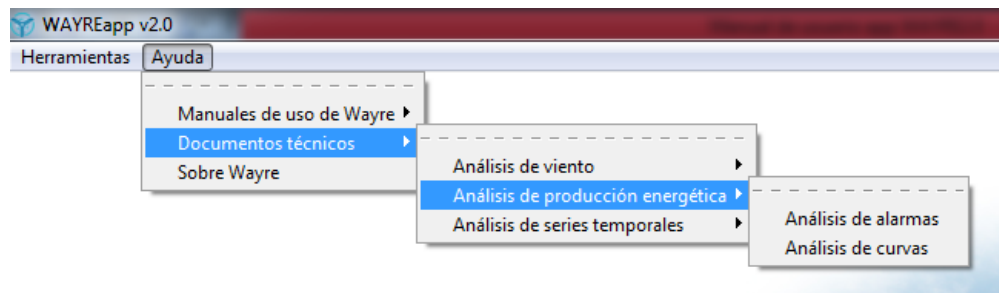 WAYREapp v2.0
Herramientas Ayuda
Manuales de uso de Wayre
Documentos técnicos
Sobre Wayre
Análisis de viento
Análisis de producción energética
Análisis de series temporales
Análisis de alarmas
Análisis de curvas